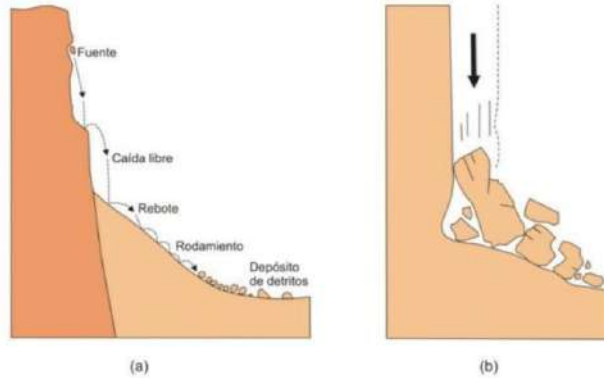 Fuente
Caída libre
Rebote
Rodamiento
Depósito
de detritos
(a)
(b)